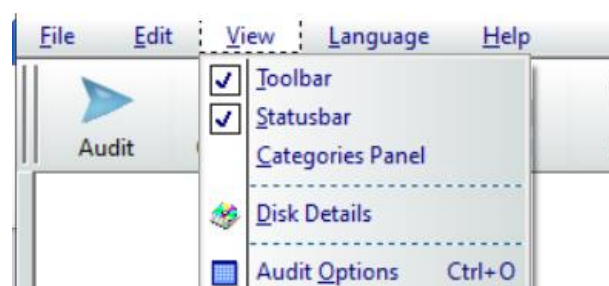 File Edit View Language Help
Toolbar
Audit
Statusbar
Categories Panel
Disk Details
Audit Options Ctrl+O